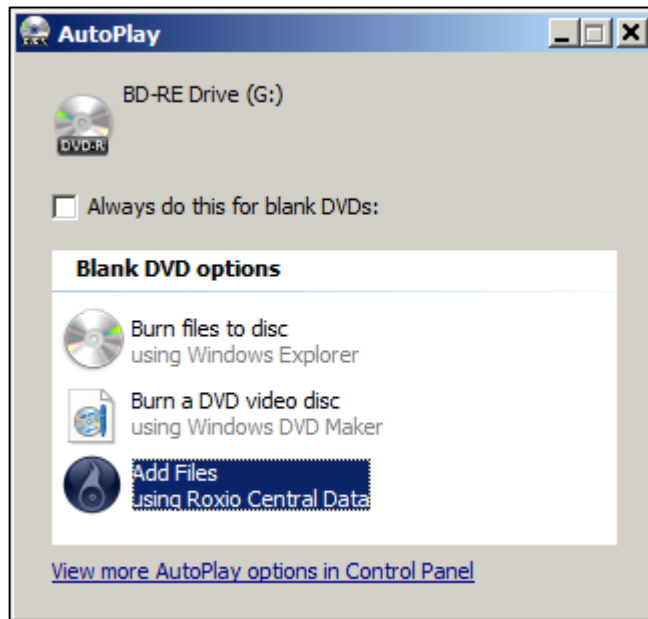 AutoPlay
BD-RE Drive (G:)
DVD-R
Always do this for blank DVDs:
Blank DVD options
Burn files to disc
using Windows Explorer
Burn a DVD video disc
using Windows DVD Maker
Add Files
using Roxio Central Data
View more AutoPlay options in Control Panel